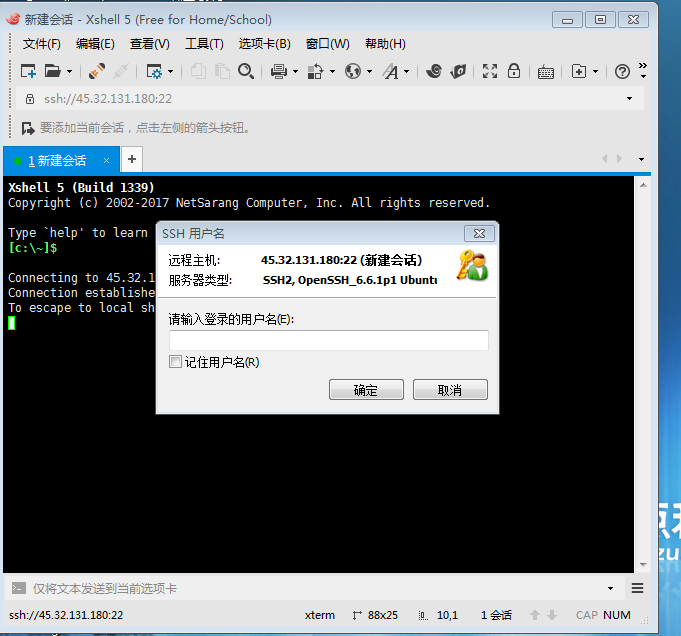 新建会话 - Xshell 5 (Free for Home/School)
文件(F) 编辑(E) 查看(V) 工具(T) 选项卡(B) 窗口(W) 帮助(H)
ssh://45.32.131.180:22
要添加当前会话，点击左侧的箭头按钮。
1 新建会话
Xshell 5 (Build 1339)
Copyright (c) 2002-2017 NetSarang Computer, Inc. All rights reserved.
Type `help' to learn
[c:\~]$
Connecting to 45.32.1
Connection establishe
To escape to local sh
SSH 用户名
远程主机: 45.32.131.180:22 (新建会话)
服务器类型: SSH2, OpenSSH_6.6.1p1 Ubuntu
请输入登录的用户名(E):
记住用户名(R)
确定 取消
仅将文本发送到当前选项卡
ssh://45.32.131.180:22 xterm 88x25 10,1 1 会话 CAP NUM